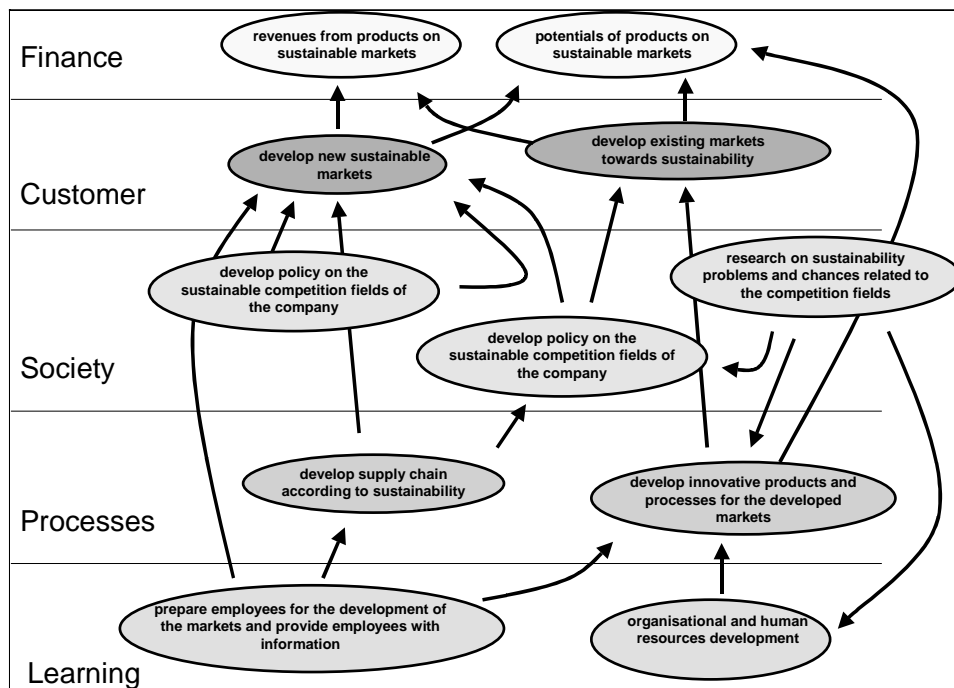 Finance
revenues from products on
sustainable markets
potentials of products on
sustainable markets
Customer
develop new sustainable
markets
develop existing markets
towards sustainability
Society
develop policy on the
sustainable competition fields of
the company
develop policy on the
sustainable competition fields of
the company
research on sustainability
problems and chances related to
the competition fields
Processes
develop supply chain
according to sustainability
develop innovative products and
processes for the developed
markets
Learning
prepare employees for the development of
the markets and provide employees with
information
organisational and human
resources development